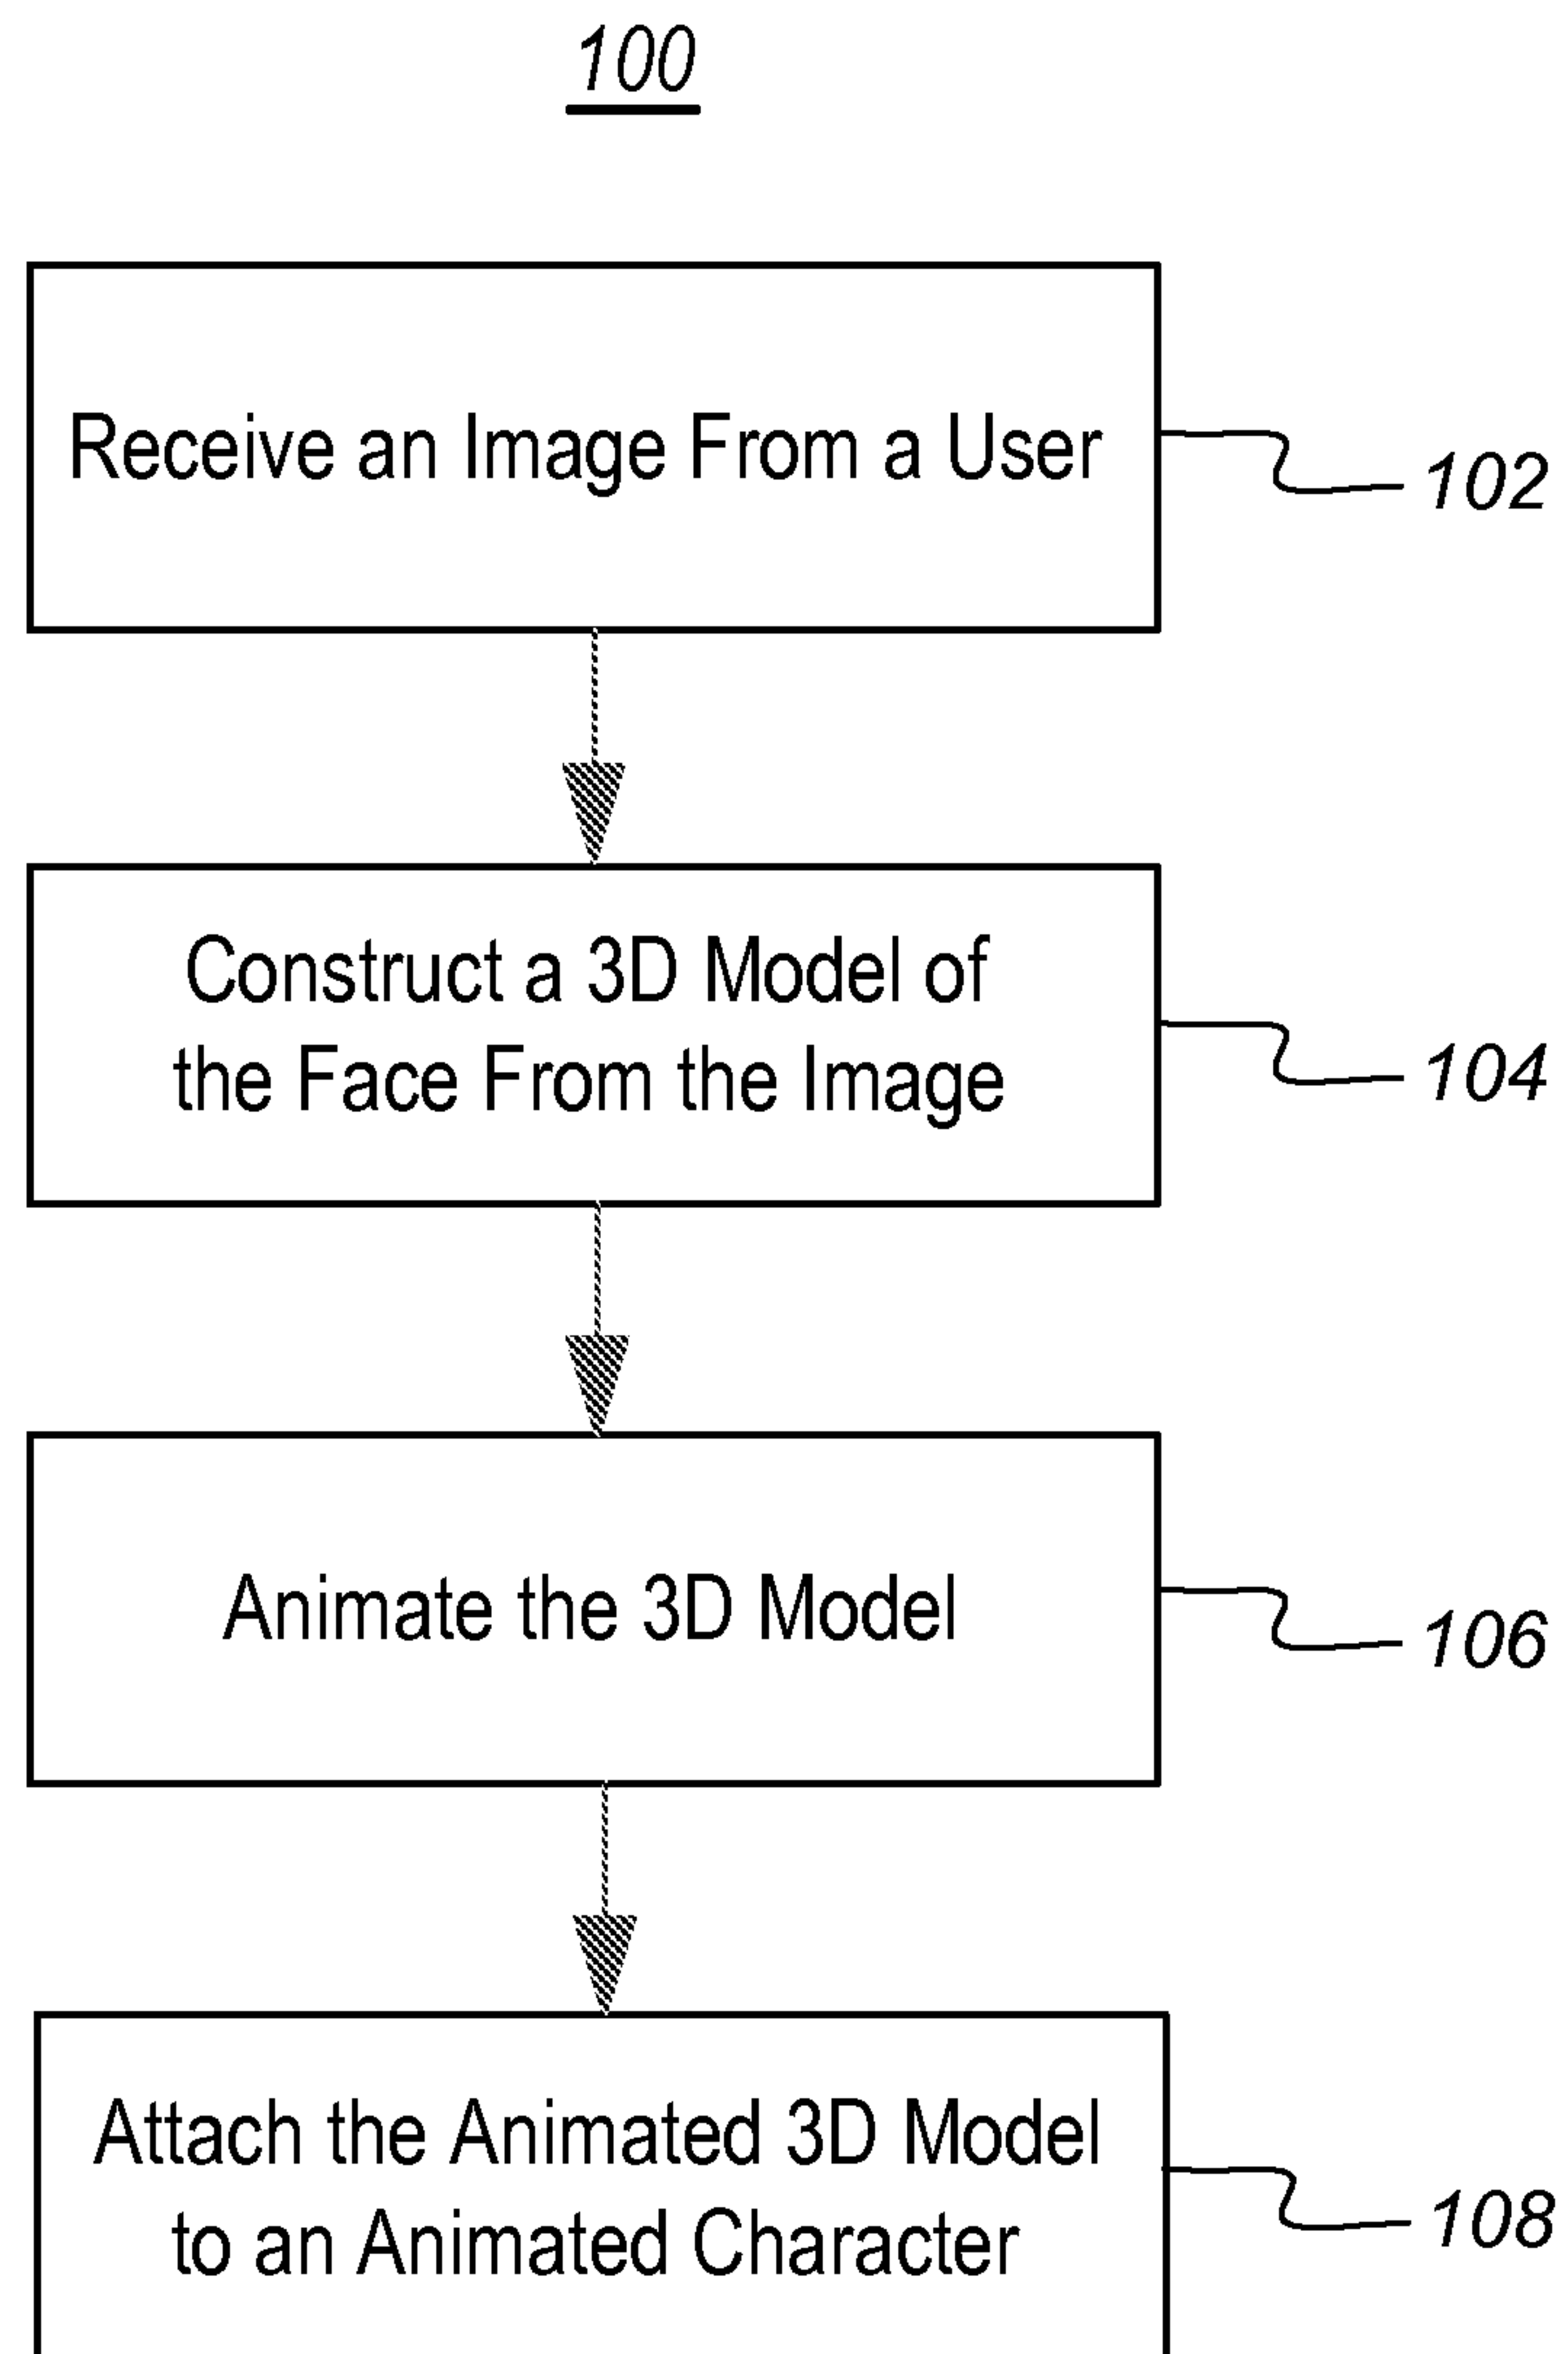 100
Receive an Image From a User
102
Construct a 3D Model of
the Face From the Image
104
Animate the 3D Model
106
Attach the Animated 3D Model
to an Animated Character
108